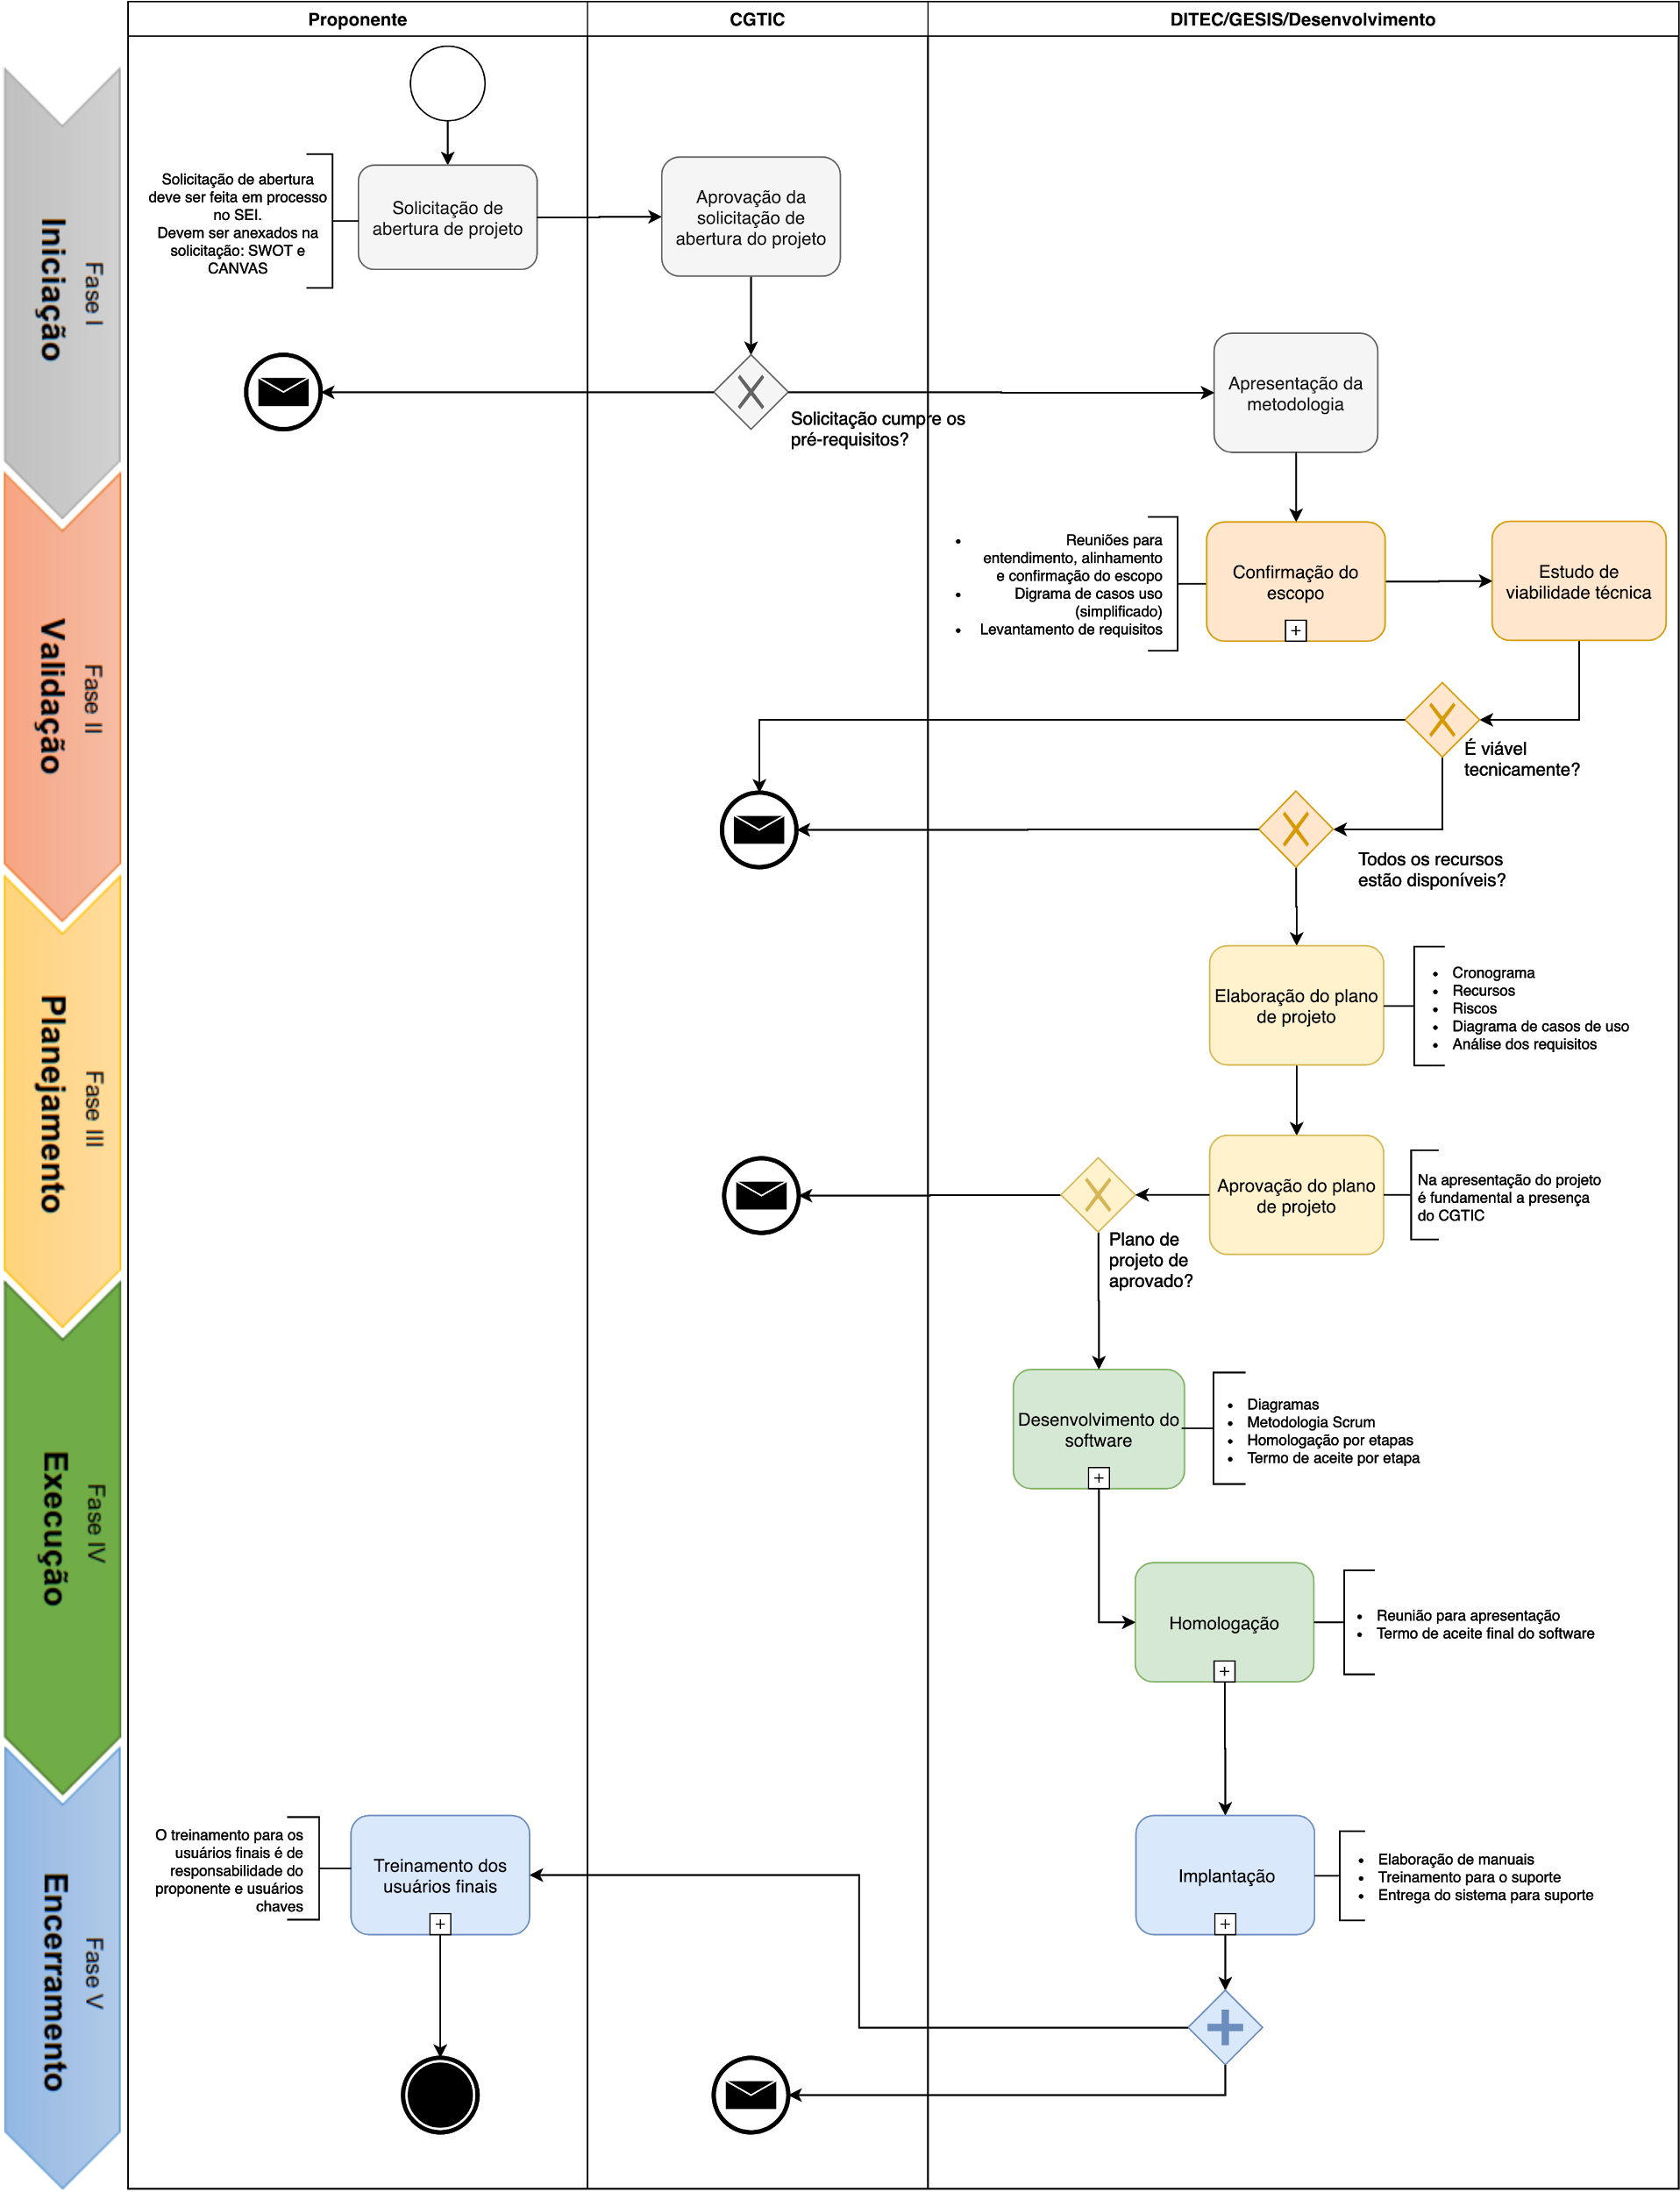 Proponente
CGTIC
DITEC/GESIS/Desenvolvimento
Fase I
Iniciação
Solicitação de abertura
deve ser feita em processo
no SEI.
Devem ser anexados na
solicitação: SWOT e
CANVAS
Solicitação de
abertura de projeto
Aprovação da
solicitação de
abertura do projeto
Solicitação cumpre os
pré-requisitos?
Apresentação da
metodologia
Fase II
Validação
• Reuniões para
entendimento, alinhamento
e confirmação do escopo
• Digrama de casos uso
(simplificado)
• Levantamento de requisitos
Confirmação do
escopo
Estudo de
viabilidade técnica
É viável
tecnicamente?
Todos os recursos
estão disponíveis?
Fase III
Planejamento
Elaboração do plano
de projeto
• Cronograma
• Recursos
• Riscos
• Diagrama de casos de uso
• Análise dos requisitos
Aprovação do plano
de projeto
Na apresentação do projeto
é fundamental a presença
do CGTIC
Plano de
projeto de
aprovado?
Fase IV
Execução
Desenvolvimento do
software
• Diagramas
• Metodologia Scrum
• Homologação por etapas
• Termo de aceite por etapa
Homologação
• Reunião para apresentação
• Termo de aceite final do software
Fase V
Encerramento
O treinamento para os
usuários finais é de
responsabilidade do
proponente e usuários
chaves
Treinamento dos
usuários finais
Implantação
• Elaboração de manuais
• Treinamento para o suporte
• Entrega do sistema para suporte